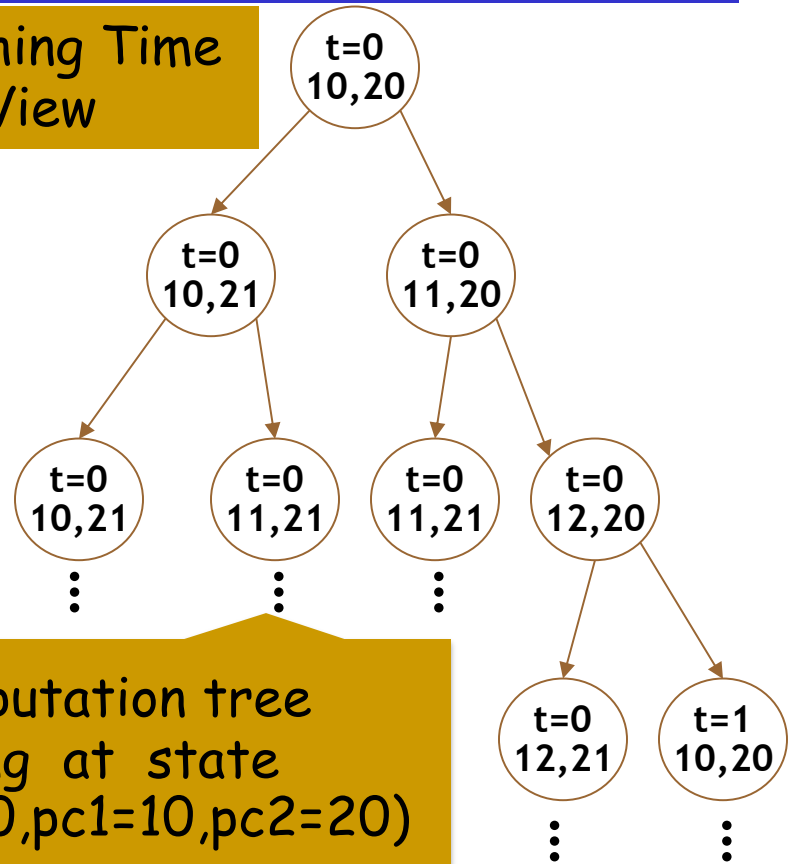 ning Time
View
t=0
10,20
t=0
10,21
t=0
11,20
t=0
10,21
t=0
11,21
t=0
11,21
t=0
12,20
putation tree
g at state
0,pc1=10,pc2=20)
t=0
12,21
t=1
10,20